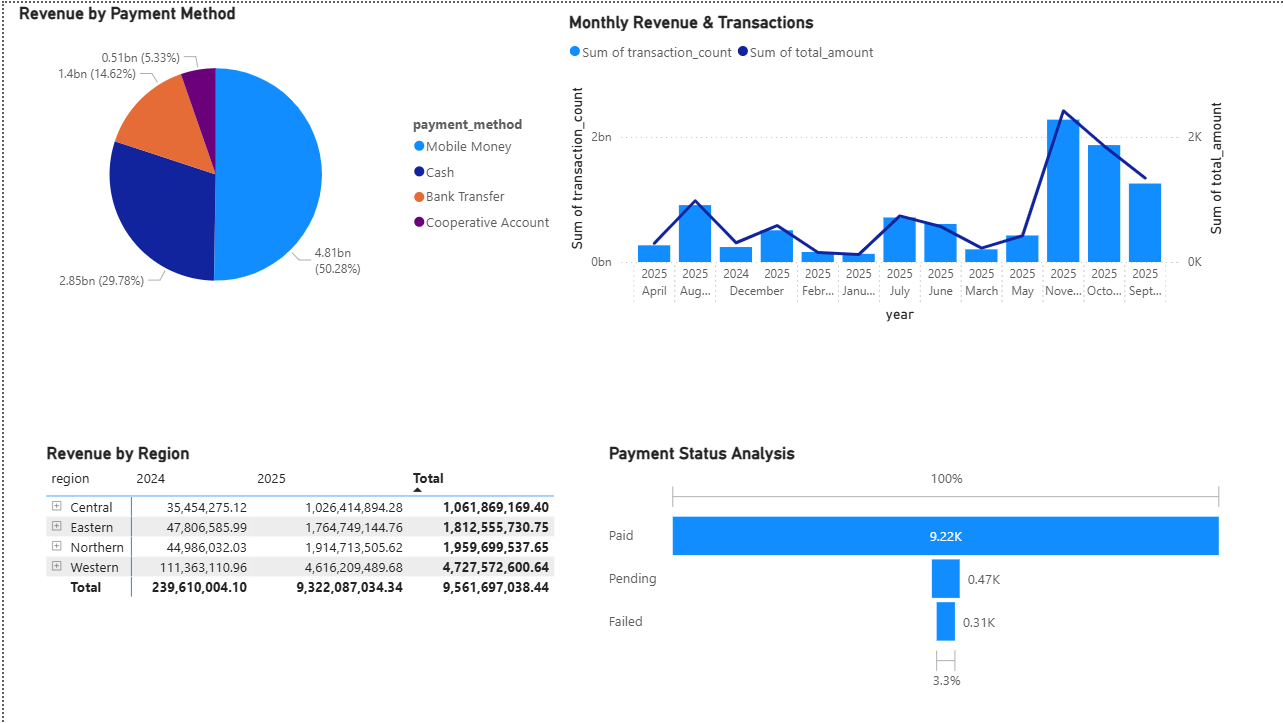 Revenue by Payment Method
0.51bn (5.33%)
1.4bn (14.62%)
4.81bn
(50.28%)
2.85bn (29.78%)
payment_method
Mobile Money
Cash
Bank Transfer
Cooperative Account
Monthly Revenue & Transactions
Sum of transaction_count Sum of total_amount
Sum of transaction_count
2bn
0bn
Sum of total_amount
2K
0K
2025 2025 2024 2025 2025 2025 2025 2025 2025 2025 2025 2025 2025
April Aug... December Febr... Janu... July June March May Nove... Octo... Sept...
year
Revenue by Region
region 2024 2025 Total
Central 35,454,275.12 1,026,414,894.28 1,061,869,169.40
Eastern 47,806,585.99 1,764,749,144.76 1,812,555,730.75
Northern 44,986,032.03 1,914,713,505.62 1,959,699,537.65
Western 111,363,110.96 4,616,209,489.68 4,727,572,600.64
Total 239,610,004.10 9,322,087,034.34 9,561,697,038.44
Payment Status Analysis
100%
Paid 9.22K
Pending 0.47K
Failed 0.31K
3.3%